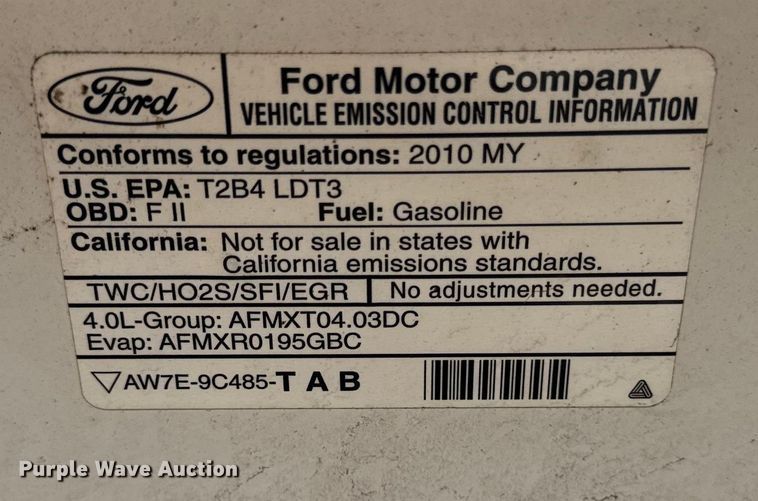 Ford
Ford Motor Company
VEHICLE EMISSION CONTROL INFORMATION
Conforms to regulations: 2010 MY
U.S. EPA: T2B4 LDT3
OBD: F II Fuel: Gasoline
California: Not for sale in states with
California emissions standards.
TWC/HO2S/SFI/EGR No adjustments needed.
4.0L-Group: AFMXT04.03DC
Evap: AFMXR0195GBC
AW7E-9C485-T A B
Purple Wave Auction